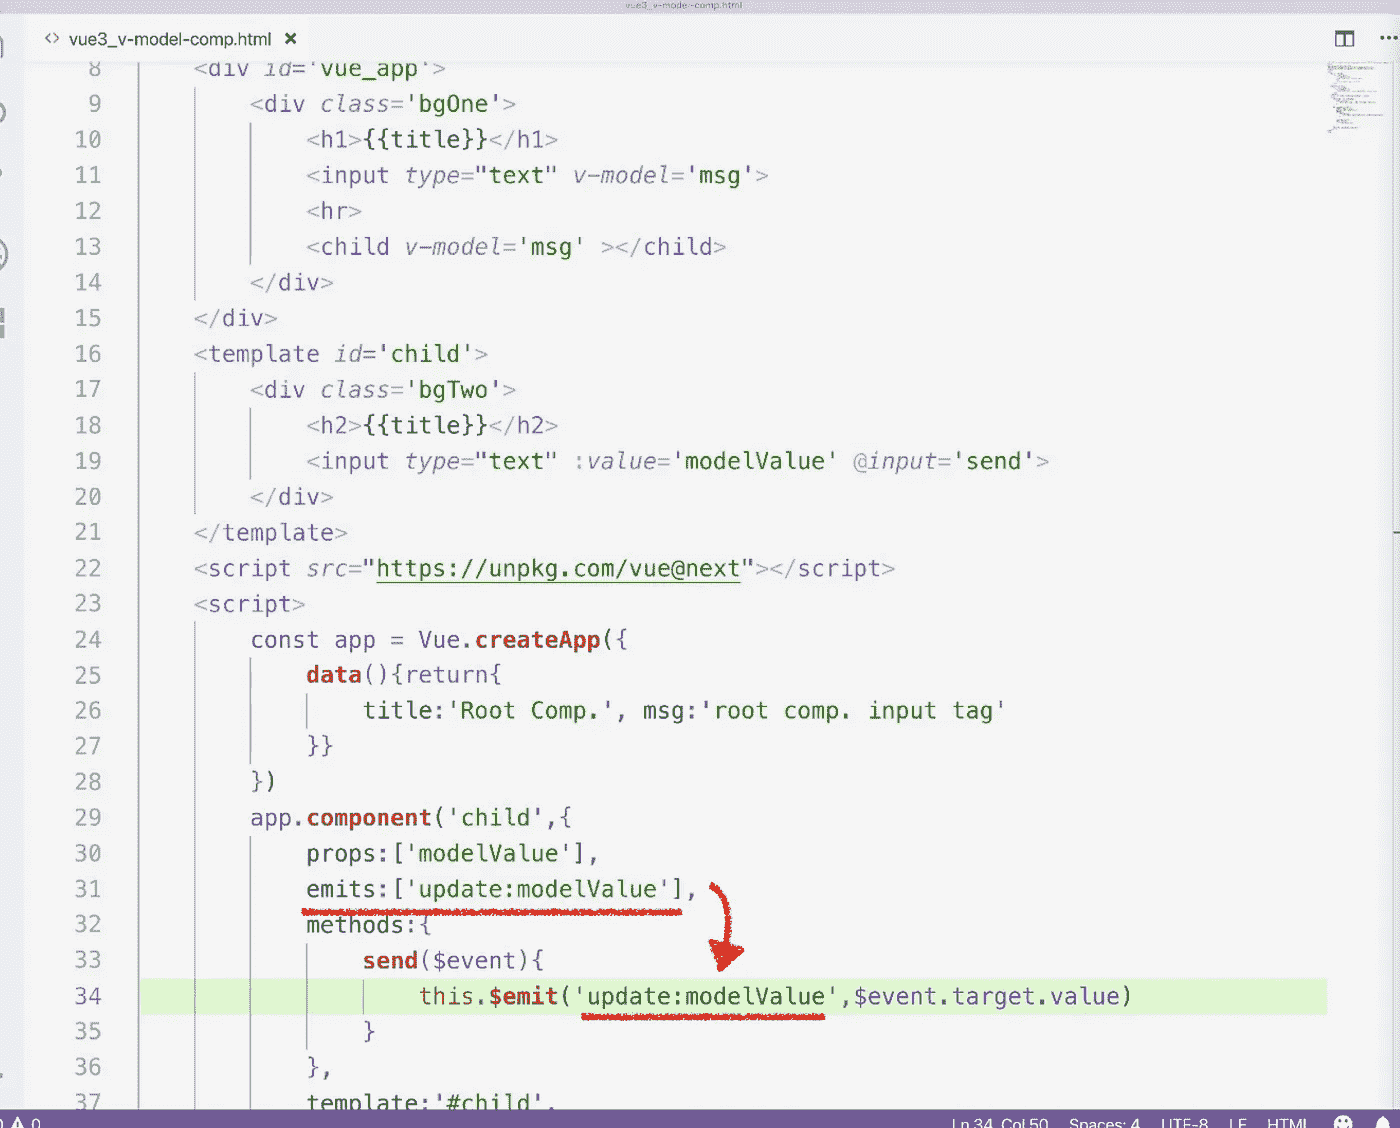 vue3_v-model-comp.html
<> vue3_v-model-comp.html ×
8 <div id='vue_app'>
9 <div class='bgOne'>
10 <h1>{{title}}</h1>
11 <input type="text" v-model='msg'>
12 <hr>
13 <child v-model='msg' ></child>
14 </div>
15 </div>
16 <template id='child'>
17 <div class='bgTwo'>
18 <h2>{{title}}</h2>
19 <input type="text" :value='modelValue' @input='send'>
20 </div>
21 </template>
22 <script src="https://unpkg.com/vue@next"></script>
23 <script>
24 const app = Vue.createApp({
25 data(){return{
26 title:'Root Comp.', msg:'root comp. input tag'
27 }}
28 })
29 app.component('child',{
30 props:['modelValue'],
31 emits:['update:modelValue'],
32 methods:{
33 send($event){
34 this.$emit('update:modelValue',$event.target.value)
35 }
36 },
37 template:'#child',
0 Ln 34, Col 50 Spaces: 4 UTF-8 LF HTML